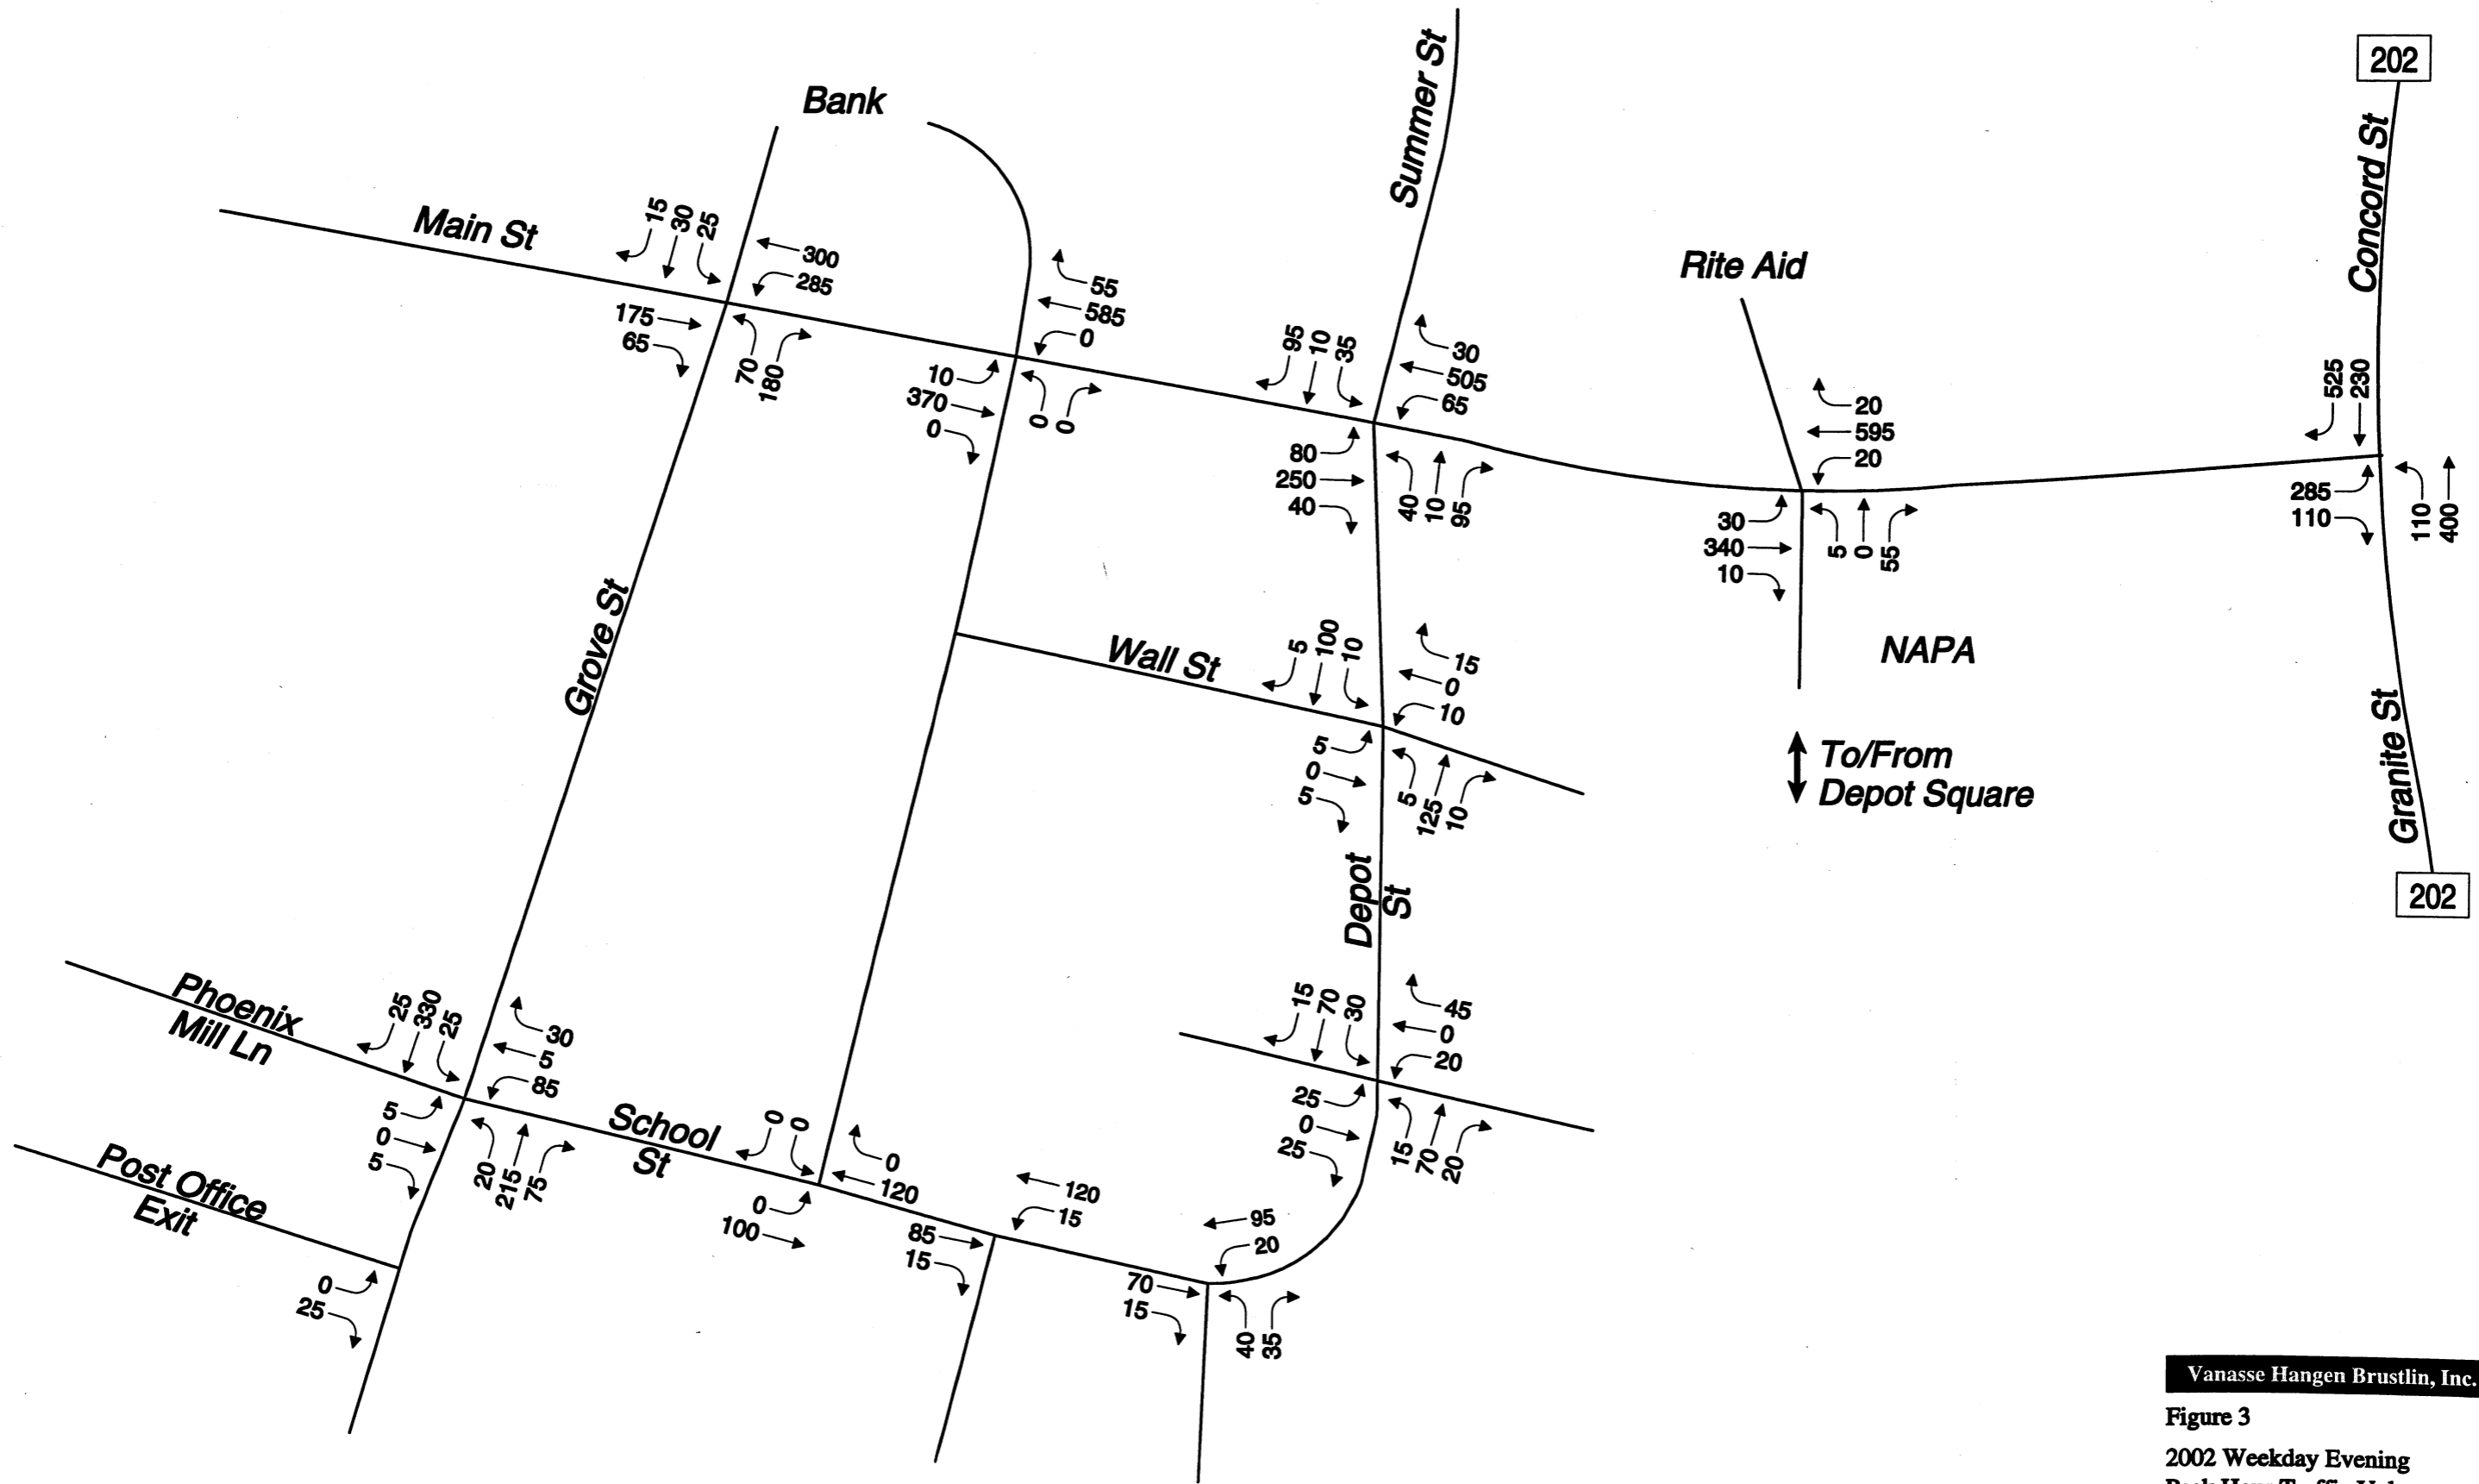 202
Summer St
Bank
Concord St
Main St
15 30 25
300
285
175
65
70 180
55
585
0
10
370
0
0 0
95 10 35
30
505
65
80
250
40
40 10 95
Rite Aid
20
595
20
30
340
10
5 0 55
525 230
285
110
110 400
NAPA
To/From
Depot Square
Granite St
202
Grove St
Wall St
5 100 10
15
0
10
5
0
5
5 125 10
Depot
St
Phoenix
Mill Ln
25 330 25
30
5
85
5
0
5
20 215 75
Post Office
Exit
0
25
School
St
0 0
0
120
0
100
120
15
85
15
15 70 30
45
0
20
25
0
25
15 70 20
95
20
70
15
40 35
Vanasse Hangen Brustlin, Inc.
Figure 3
2002 Weekday Evening